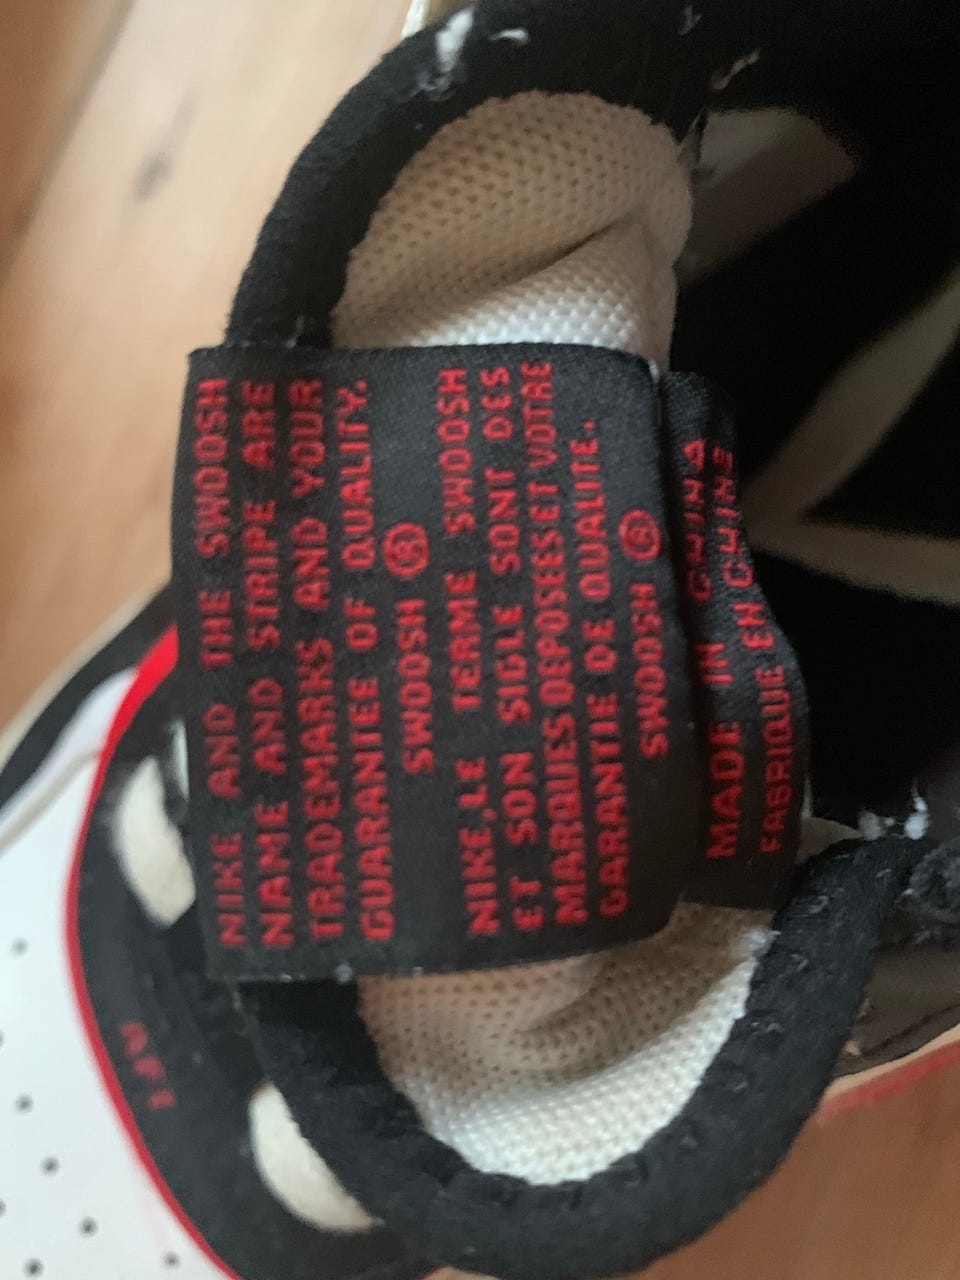 NIKE AND THE SWOOSH
NAME AND STRIPE ARE
TRADEMARKS AND YOUR
GUARANTEE OF QUALITY.
SWOOSH ®
NIKE,LE TERME SWOOSH
ET SON SIGLE SONT DES
MARQUES DEPOSEES ET VOTRE
GARANTIE DE QUALITE.
SWOOSH ®
MADE IN CHINA
FABRIQUE EN CHINE